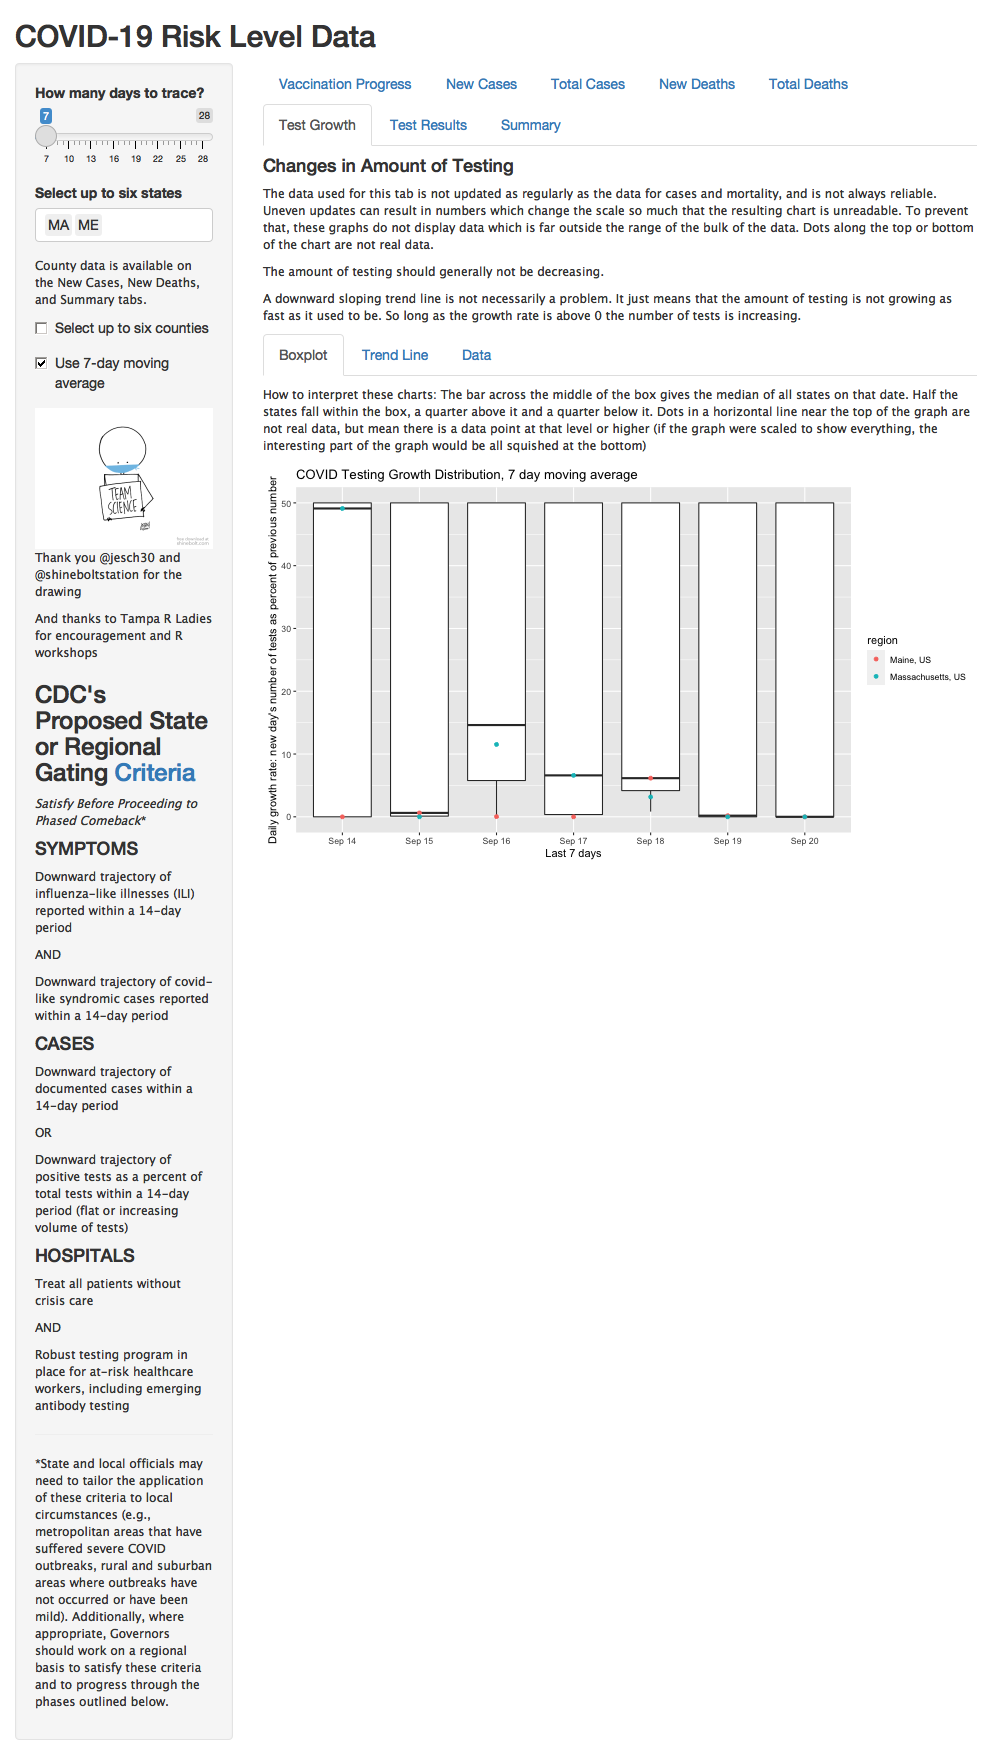 COVID-19 Risk Level Data
How many days to trace?
7
28
7 10 13 16 19 22 25 28
Select up to six states
MA ME
County data is available on
the New Cases, New Deaths,
and Summary tabs.
Select up to six counties
Use 7-day moving
average
TEAM
SCIENCE
free download at
shinebolt.com
Thank you @jesch30 and
@shineboltstation for the
drawing
And thanks to Tampa R Ladies
for encouragement and R
workshops
CDC's
Proposed State
or Regional
Gating Criteria
Satisfy Before Proceeding to
Phased Comeback*
SYMPTOMS
Downward trajectory of
influenza-like illnesses (ILI)
reported within a 14-day
period
AND
Downward trajectory of covid-
like syndromic cases reported
within a 14-day period
CASES
Downward trajectory of
documented cases within a
14-day period
OR
Downward trajectory of
positive tests as a percent of
total tests within a 14-day
period (flat or increasing
volume of tests)
HOSPITALS
Treat all patients without
crisis care
AND
Robust testing program in
place for at-risk healthcare
workers, including emerging
antibody testing
*State and local officials may
need to tailor the application
of these criteria to local
circumstances (e.g.,
metropolitan areas that have
suffered severe COVID
outbreaks, rural and suburban
areas where outbreaks have
not occurred or have been
mild). Additionally, where
appropriate, Governors
should work on a regional
basis to satisfy these criteria
and to progress through the
phases outlined below.
Vaccination Progress New Cases Total Cases New Deaths Total Deaths
Test Growth Test Results Summary
Changes in Amount of Testing
The data used for this tab is not updated as regularly as the data for cases and mortality, and is not always reliable.
Uneven updates can result in numbers which change the scale so much that the resulting chart is unreadable. To prevent
that, these graphs do not display data which is far outside the range of the bulk of the data. Dots along the top or bottom
of the chart are not real data.
The amount of testing should generally not be decreasing.
A downward sloping trend line is not necessarily a problem. It just means that the amount of testing is not growing as
fast as it used to be. So long as the growth rate is above 0 the number of tests is increasing.
Boxplot Trend Line Data
How to interpret these charts: The bar across the middle of the box gives the median of all states on that date. Half the
states fall within the box, a quarter above it and a quarter below it. Dots in a horizontal line near the top of the graph are
not real data, but mean there is a data point at that level or higher (if the graph were scaled to show everything, the
interesting part of the graph would be all squished at the bottom)
COVID Testing Growth Distribution, 7 day moving average
Daily growth rate: new day's number of tests as percent of previous number
50
40
30
20
10
0
Sep 14 Sep 15 Sep 16 Sep 17 Sep 18 Sep 19 Sep 20
Last 7 days
region
Maine, US
Massachusetts, US